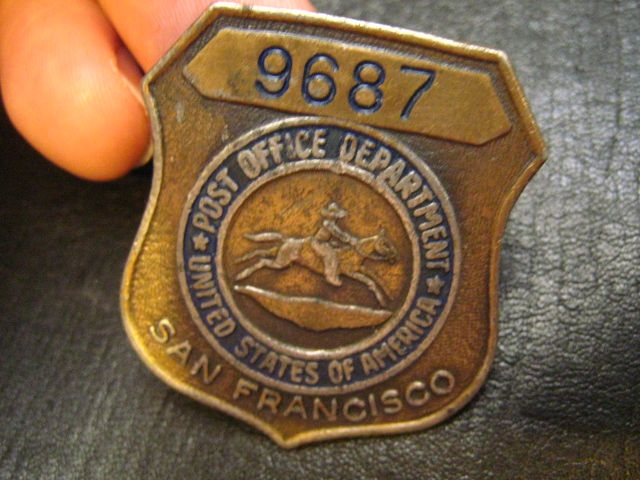 9687
POST OFFICE DEPARTMENT
UNITED STATES OF AMERICA
SAN FRANCISCO